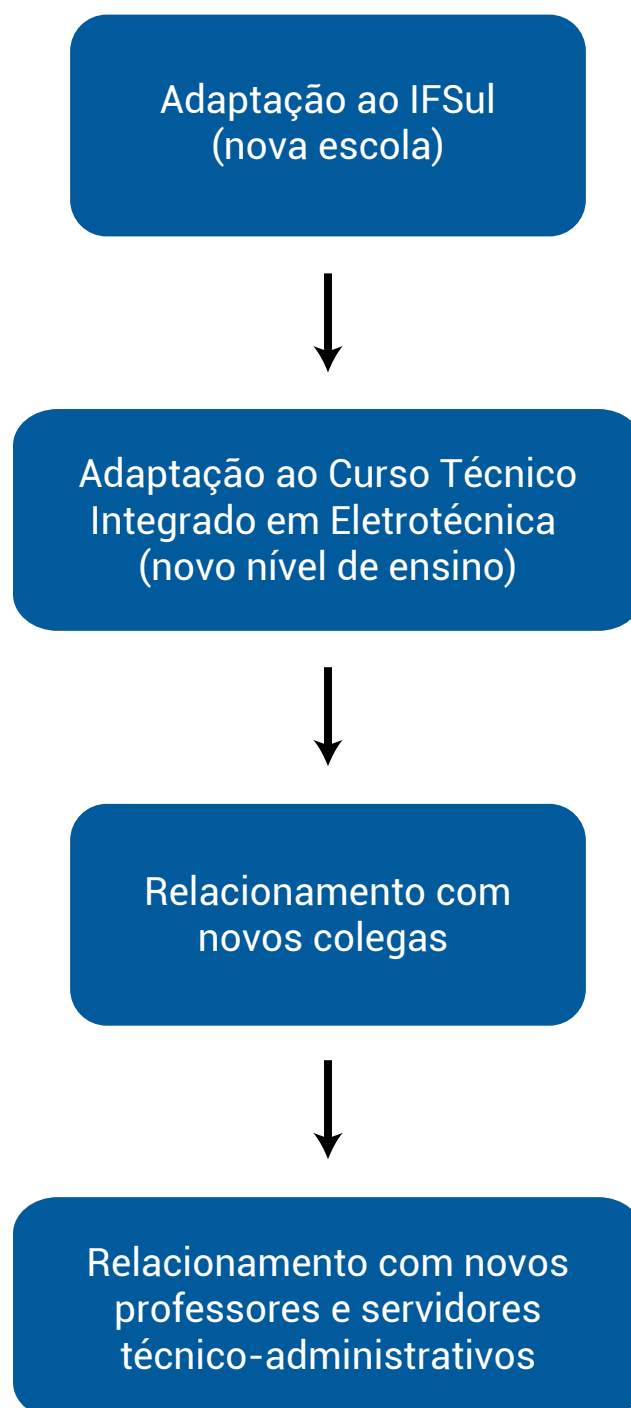 Adaptação ao IFSul
(nova escola)
Adaptação ao Curso Técnico
Integrado em Eletrotécnica
(novo nível de ensino)
Relacionamento com
novos colegas
Relacionamento com novos
professores e servidores
técnico-administrativos